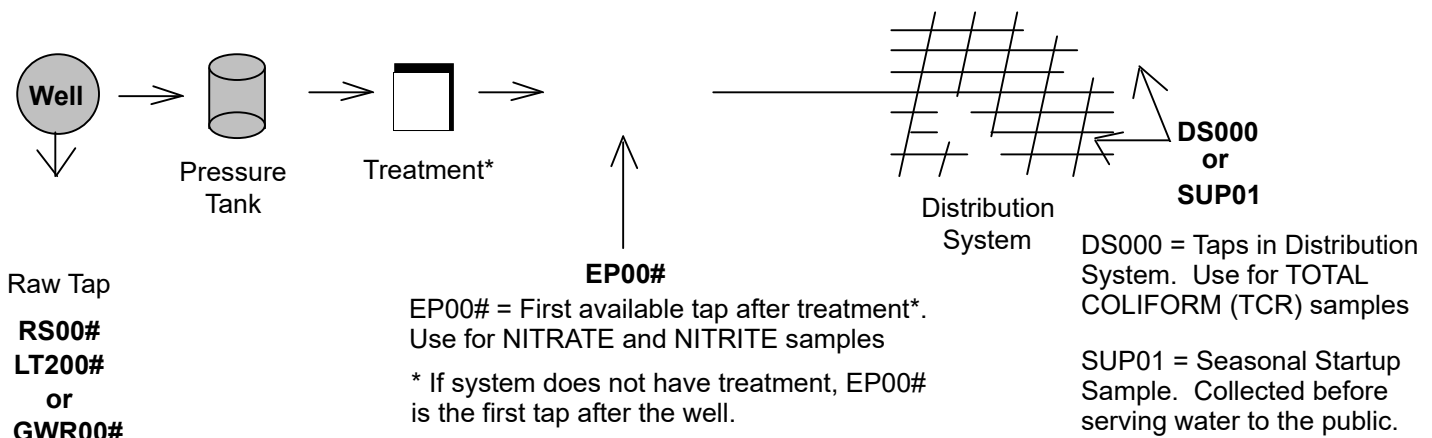 Well
Pressure
Tank
Treatment*
Distribution
System
DS000
or
SUP01
Raw Tap
RS00#
LT200#
or
GWR00#
EP00#
EP00# = First available tap after treatment*.
Use for NITRATE and NITRITE samples
* If system does not have treatment, EP00#
is the first tap after the well.
DS000 = Taps in Distribution
System.  Use for TOTAL
COLIFORM (TCR) samples
SUP01 = Seasonal Startup
Sample.  Collected before
serving water to the public.